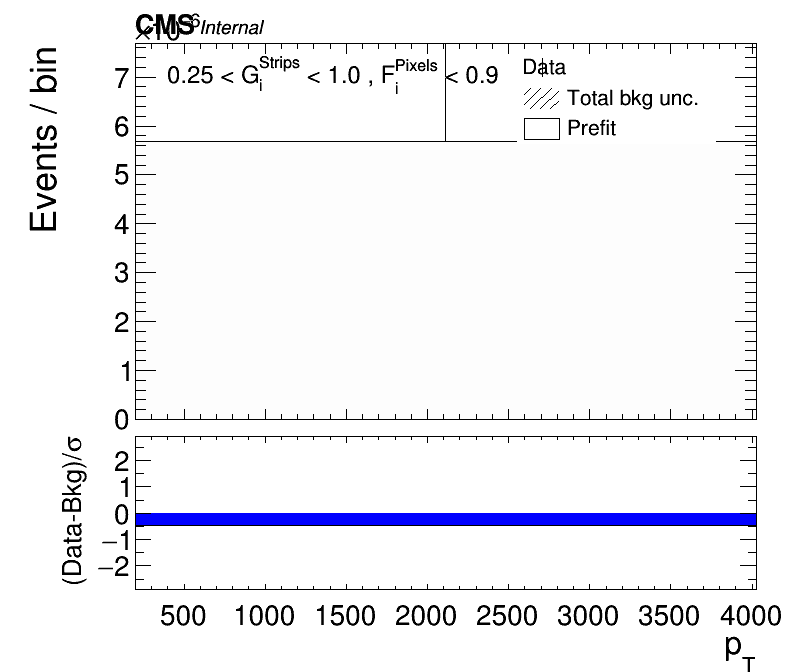 CMS Internal
×10⁶
Events / bin
0.25 < G_i^Strips < 1.0 , F_i^Pixels < 0.9
Data
Total bkg unc.
Prefit
7
6
5
4
3
2
1
0
(Data-Bkg)/σ
2
1
0
−1
−2
500 1000 1500 2000 2500 3000 3500 4000
p_T